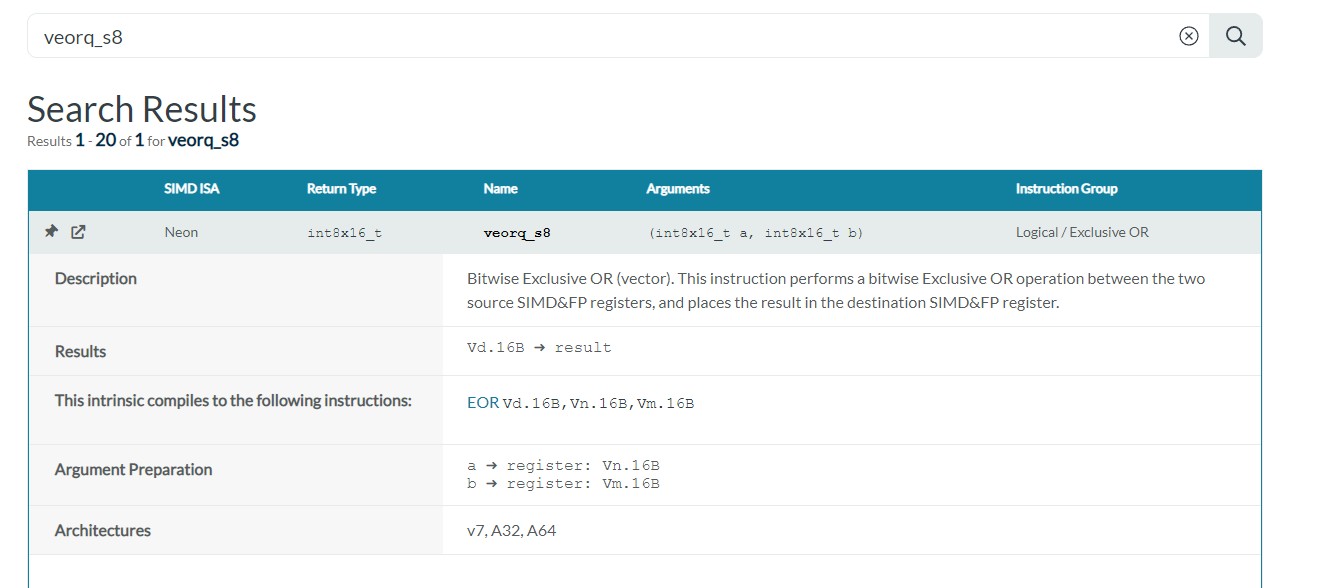 veorq_s8
Search Results
Results 1 - 20 of 1 for veorq_s8
SIMD ISA Return Type Name Arguments Instruction Group
Neon int8x16_t veorq_s8 (int8x16_t a, int8x16_t b) Logical / Exclusive OR
Description Bitwise Exclusive OR (vector). This instruction performs a bitwise Exclusive OR operation between the two
source SIMD&FP registers, and places the result in the destination SIMD&FP register.
Results Vd.16B → result
This intrinsic compiles to the following instructions: EOR Vd.16B,Vn.16B,Vm.16B
Argument Preparation a → register: Vn.16B
b → register: Vm.16B
Architectures v7, A32, A64